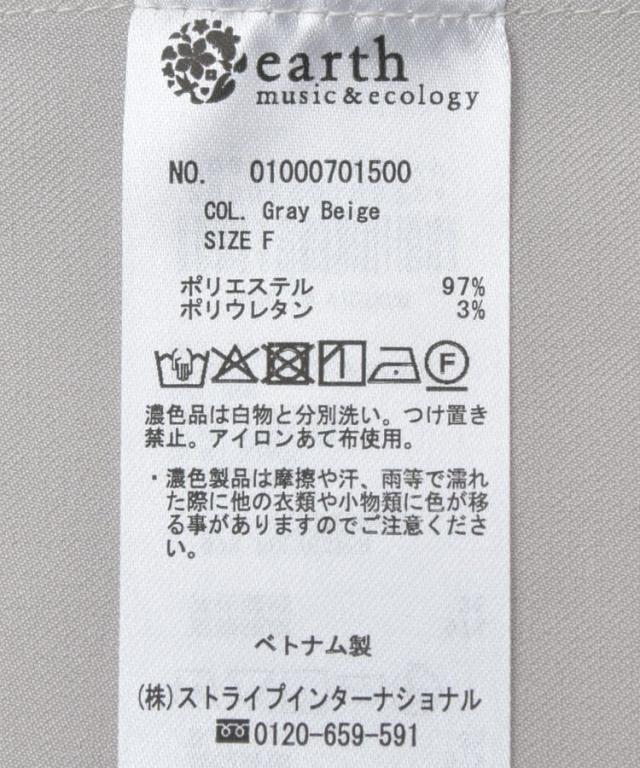 earth
music&ecology
NO. 01000701500
COL. Gray Beige
SIZE F
ポリエステル 97%
ポリウレタン 3%
F
濃色品は白物と分別洗い。つけ置き
禁止。アイロンあて布使用。
・濃色製品は摩擦や汗、雨等で濡れ
た際に他の衣類や小物類に色が移
る事がありますのでご注意くださ
い。
ベトナム製
(株)ストライプインターナショナル
0120-659-591